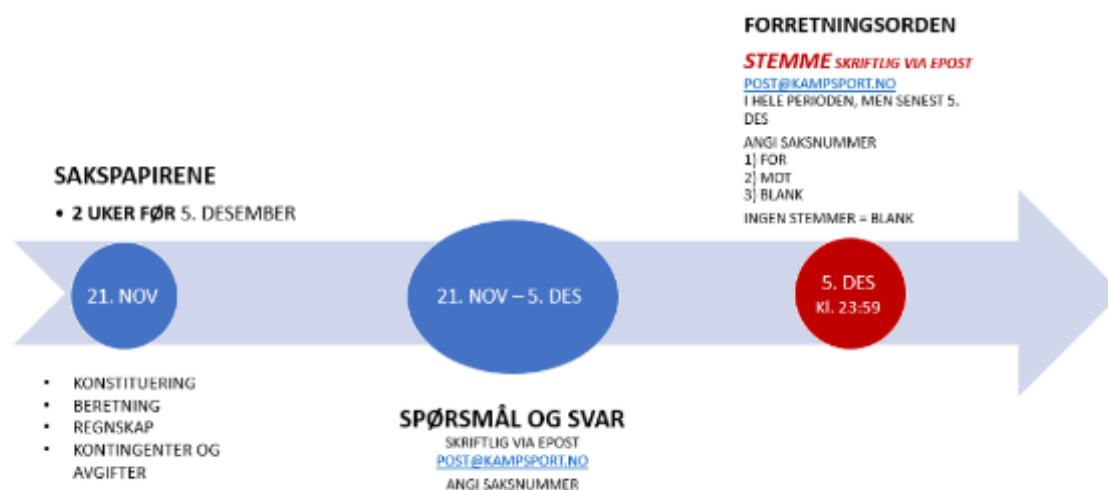 SAKSPAPIRENE
• 2 UKER FØR 5. DESEMBER
21. NOV
• KONSTITUERING
• BERETNING
• REGNSKAP
• KONTINGENTER OG
AVGIFTER
21. NOV – 5. DES
SPØRSMÅL OG SVAR
SKRIFTLIG VIA EPOST
POST@KAMPSPORT.NO
ANGI SAKSNUMMER
FORRETNINGSORDEN
STEMME SKRIFTLIG VIA EPOST
POST@KAMPSPORT.NO
I HELE PERIODEN, MEN SENEST 5.
DES
ANGI SAKSNUMMER
1) FOR
2) MOT
3) BLANK
INGEN STEMMER = BLANK
5. DES
Kl. 23:59